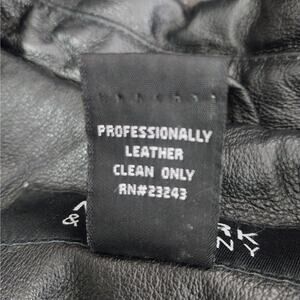 PROFESSIONALLY
LEATHER
CLEAN ONLY
RN#23243
&